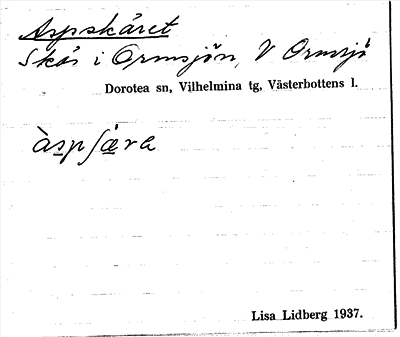 Aspskäret
Skär i Ormsjön, V Ormsjö
Dorotea sn, Vilhelmina tg, Västerbottens l.
àspʃæ̀ra
Lisa Lidberg 1937.